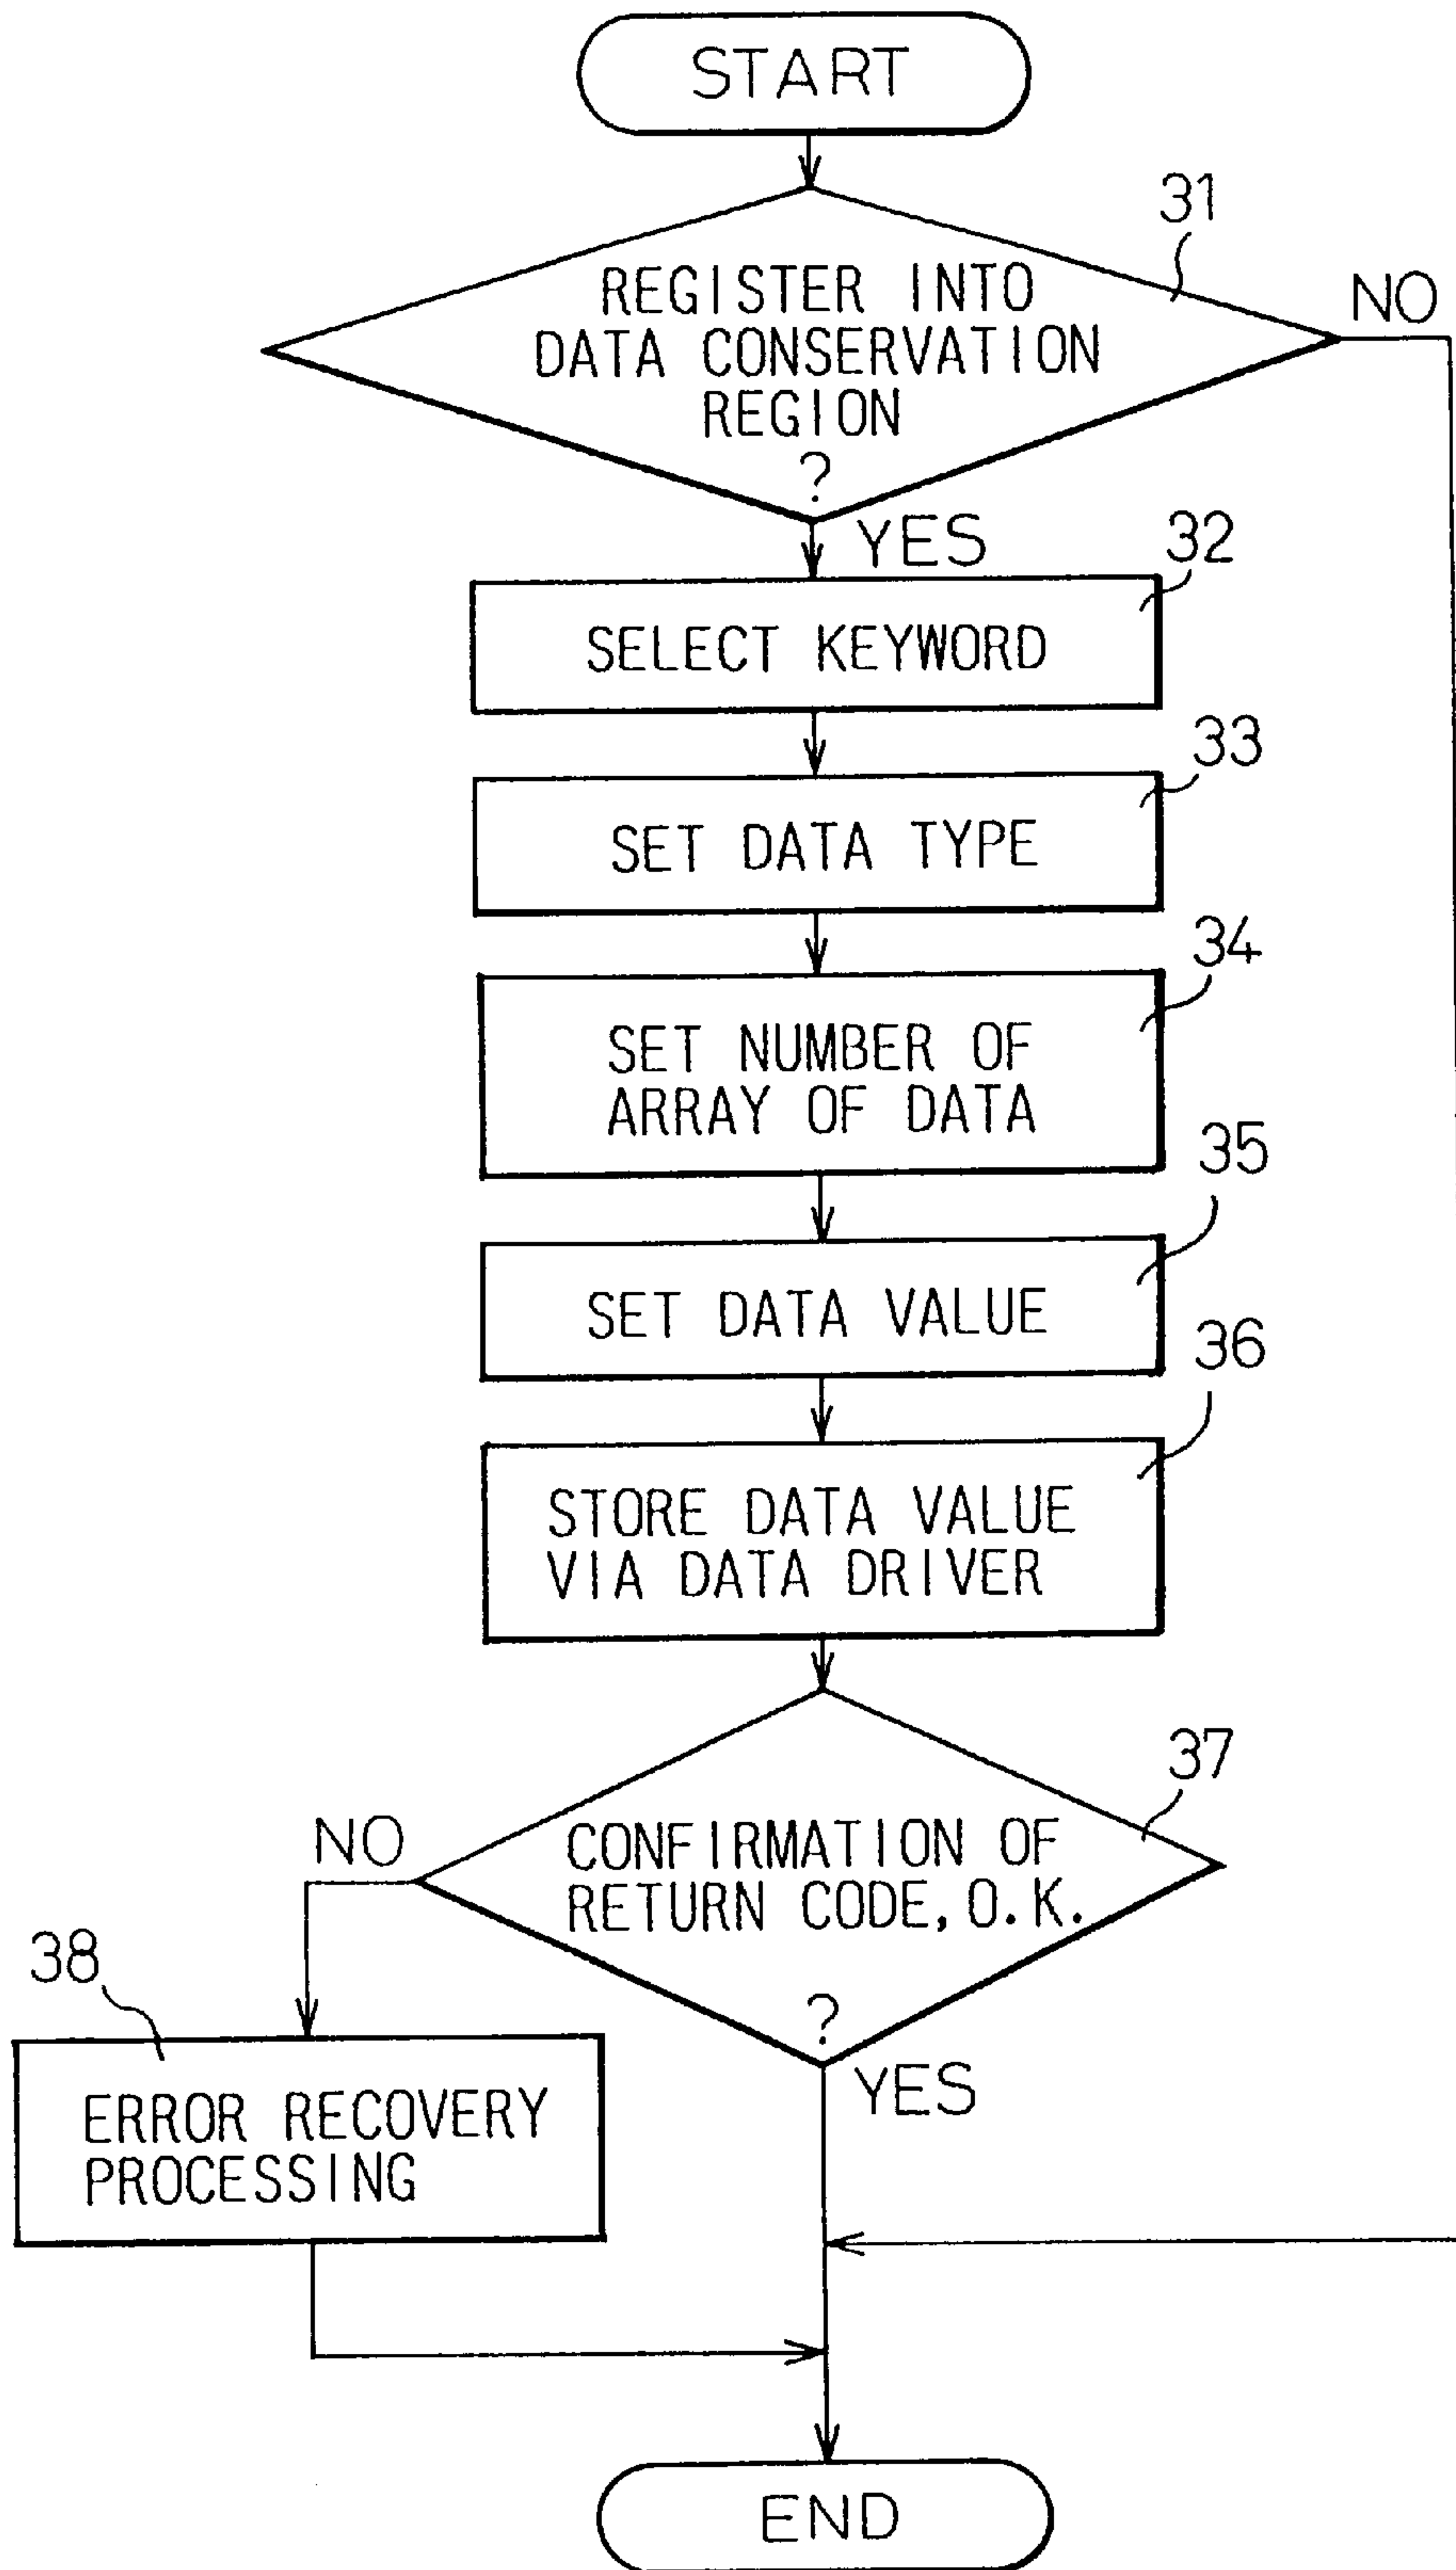 START
31
REGISTER INTO
NO
DATA CONSERVATION
REGION
?
YES
32
SELECT KEYWORD
33
SET DATA TYPE
34
SET NUMBER OF
ARRAY OF DATA
35
SET DATA VALUE
36
STORE DATA VALUE
VIA DATA DRIVER
37
NO
CONFIRMATION OF
RETURN CODE, O.K.
38
?
YES
ERROR RECOVERY
PROCESSING
END